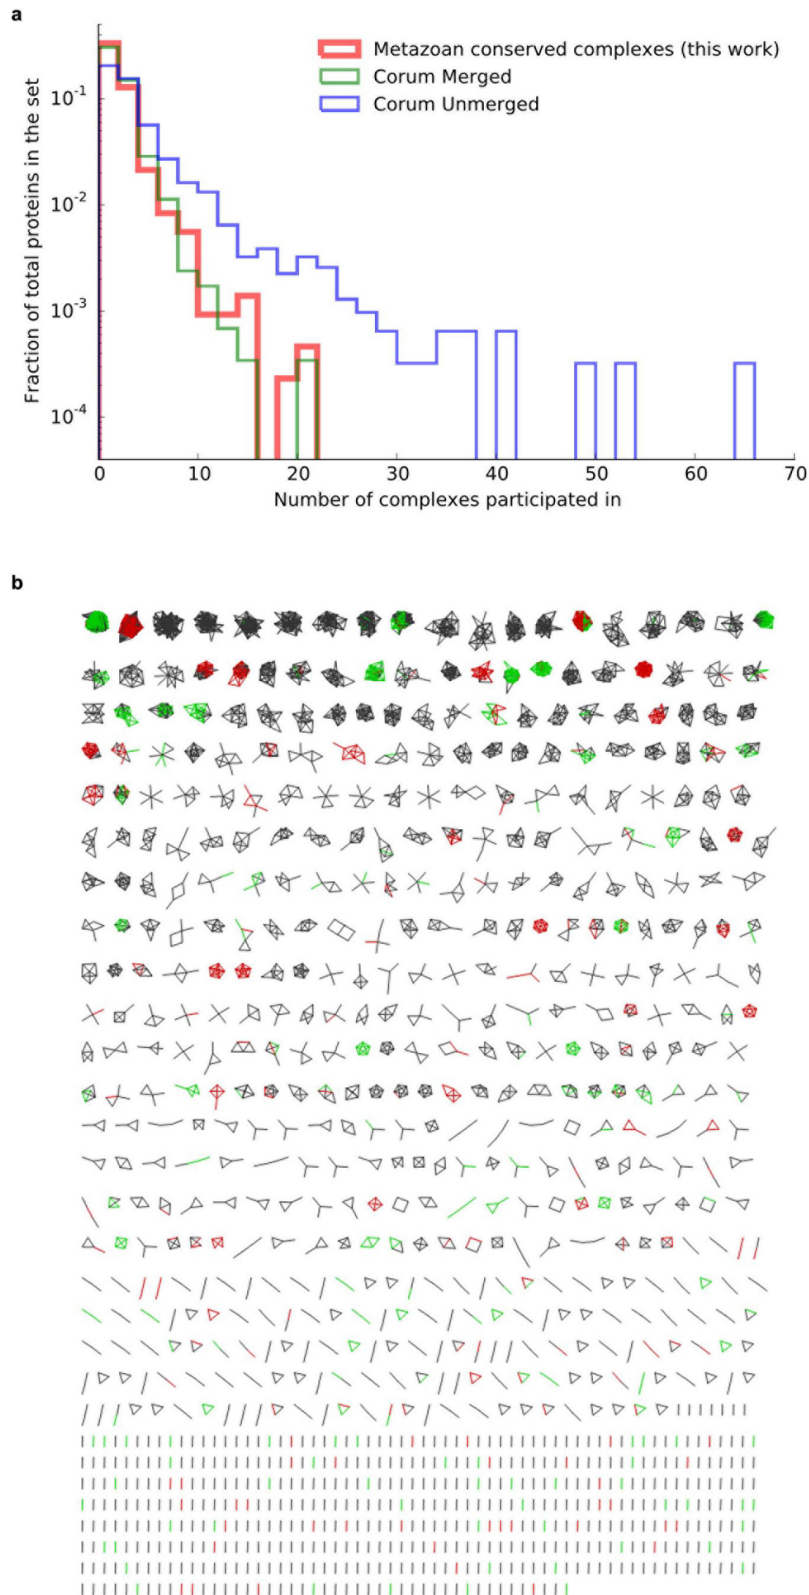 a
Metazoan conserved complexes (this work)
Corum Merged
Corum Unmerged
Fraction of total proteins in the set
10-1
10-2
10-3
10-4
0 10 20 30 40 50 60 70
Number of complexes participated in
b